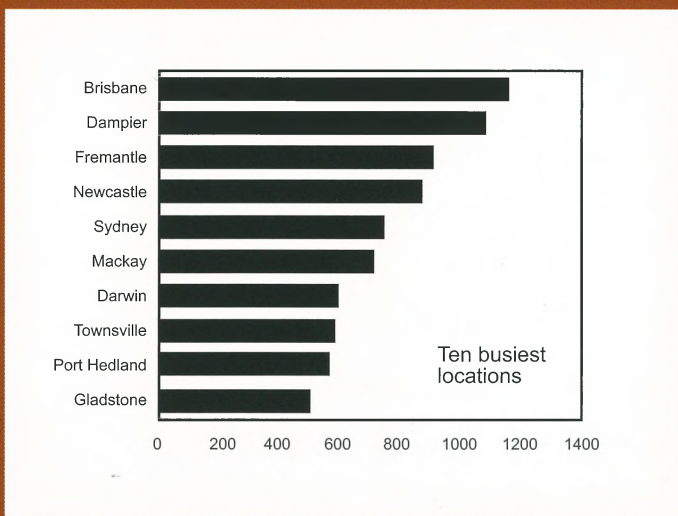 Brisbane
Dampier
Fremantle
Newcastle
Sydney
Mackay
Darwin
Townsville
Port Hedland
Gladstone
Ten busiest
locations
0 200 400 600 800 1000 1200 1400